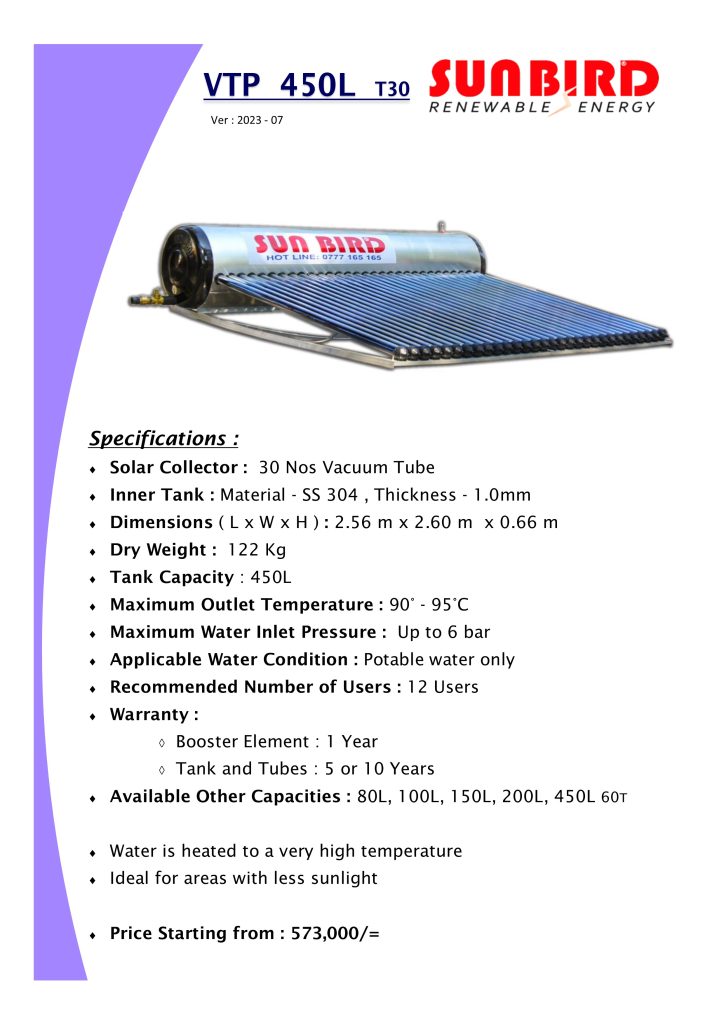 VTP 450L T30
SUNBIRD®
RENEWABLE ENERGY
Ver : 2023 - 07
SUN BIRD
HOT LINE: 0777 165 165
Specifications :
♦ Solar Collector : 30 Nos Vacuum Tube
♦ Inner Tank : Material - SS 304 , Thickness - 1.0mm
♦ Dimensions ( L x W x H ) : 2.56 m x 2.60 m x 0.66 m
♦ Dry Weight : 122 Kg
♦ Tank Capacity : 450L
♦ Maximum Outlet Temperature : 90° - 95°C
♦ Maximum Water Inlet Pressure : Up to 6 bar
♦ Applicable Water Condition : Potable water only
♦ Recommended Number of Users : 12 Users
♦ Warranty :
◊ Booster Element : 1 Year
◊ Tank and Tubes : 5 or 10 Years
♦ Available Other Capacities : 80L, 100L, 150L, 200L, 450L 60T
♦ Water is heated to a very high temperature
♦ Ideal for areas with less sunlight
♦ Price Starting from : 573,000/=